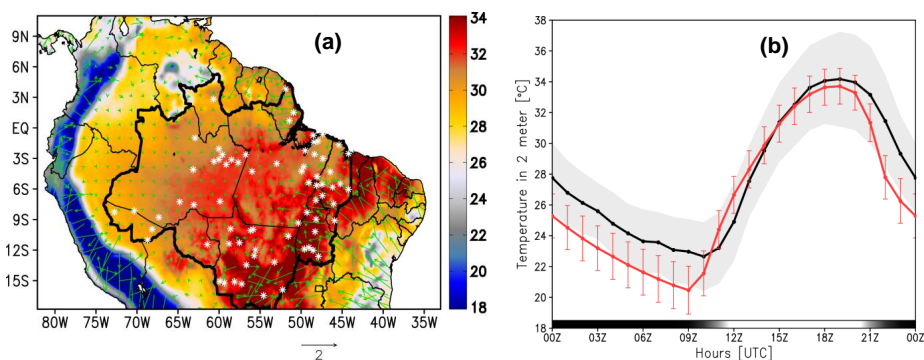 (a)
9N
6N
3N
EQ
3S
6S
9S
12S
15S
80W 75W 70W 65W 60W 55W 50W 45W 40W 35W
2
34
32
30
28
26
24
22
20
18
(b)
Temperature in 2 meter [°C]
38
36
34
32
30
28
26
24
22
20
18
00Z 03Z 06Z 09Z 12Z 15Z 18Z 21Z 00Z
Hours [UTC]